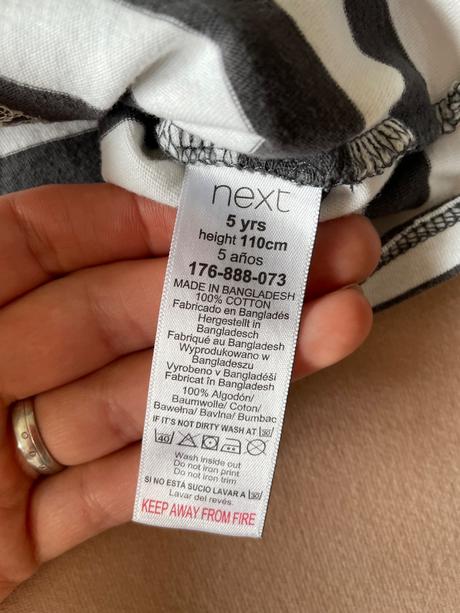 next
5 yrs
height 110cm
5 años
176-888-073
MADE IN BANGLADESH
100% COTTON
Fabricado en Bangladés
Hergestellt in
Bangladesch
Fabriqué au Bangladesh
Wyprodukowano w
Bangladeszu
Vyrobeno v Bangladéši
Fabricat în Bangladesh
100% Algodón/
Baumwolle/ Coton/
Bawełna/ Bavlna/ Bumbac
IF IT'S NOT DIRTY WASH AT 30
40
Wash inside out
Do not iron print
Do not iron trim
SI NO ESTÁ SUCIO LAVAR A 30
Lavar del revés.
KEEP AWAY FROM FIRE